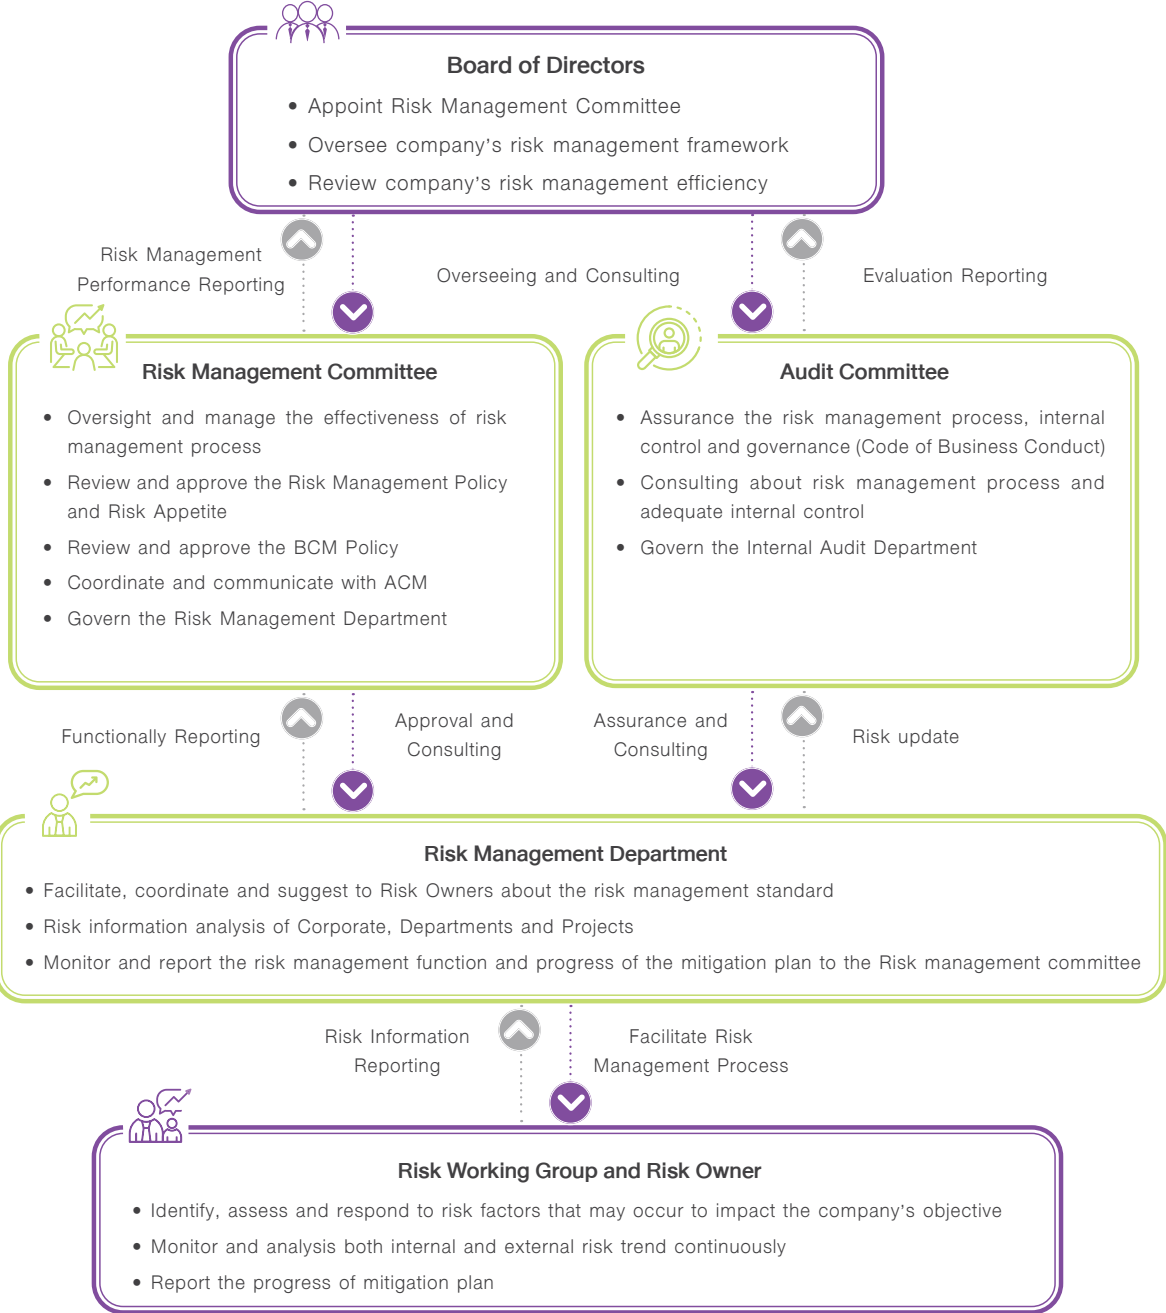 Board of Directors
• Appoint Risk Management Committee
• Oversee company's risk management framework
• Review company's risk management efficiency
Risk Management
Performance Reporting
Overseeing and Consulting
Evaluation Reporting
Risk Management Committee
• Oversight and manage the effectiveness of risk
management process
• Review and approve the Risk Management Policy
and Risk Appetite
• Review and approve the BCM Policy
• Coordinate and communicate with ACM
• Govern the Risk Management Department
Audit Committee
• Assurance the risk management process, internal
control and governance (Code of Business Conduct)
• Consulting about risk management process and
adequate internal control
• Govern the Internal Audit Department
Functionally Reporting
Approval and
Consulting
Assurance and
Consulting
Risk update
Risk Management Department
• Facilitate, coordinate and suggest to Risk Owners about the risk management standard
• Risk information analysis of Corporate, Departments and Projects
• Monitor and report the risk management function and progress of the mitigation plan to the Risk management committee
Risk Information
Reporting
Facilitate Risk
Management Process
Risk Working Group and Risk Owner
• Identify, assess and respond to risk factors that may occur to impact the company's objective
• Monitor and analysis both internal and external risk trend continuously
• Report the progress of mitigation plan